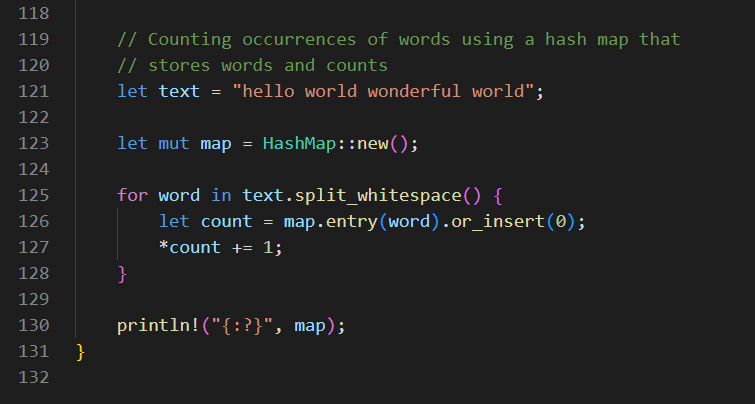 118
119 // Counting occurrences of words using a hash map that
120 // stores words and counts
121 let text = "hello world wonderful world";
122
123 let mut map = HashMap::new();
124
125 for word in text.split_whitespace() {
126 let count = map.entry(word).or_insert(0);
127 *count += 1;
128 }
129
130 println!("{:?}", map);
131 }
132